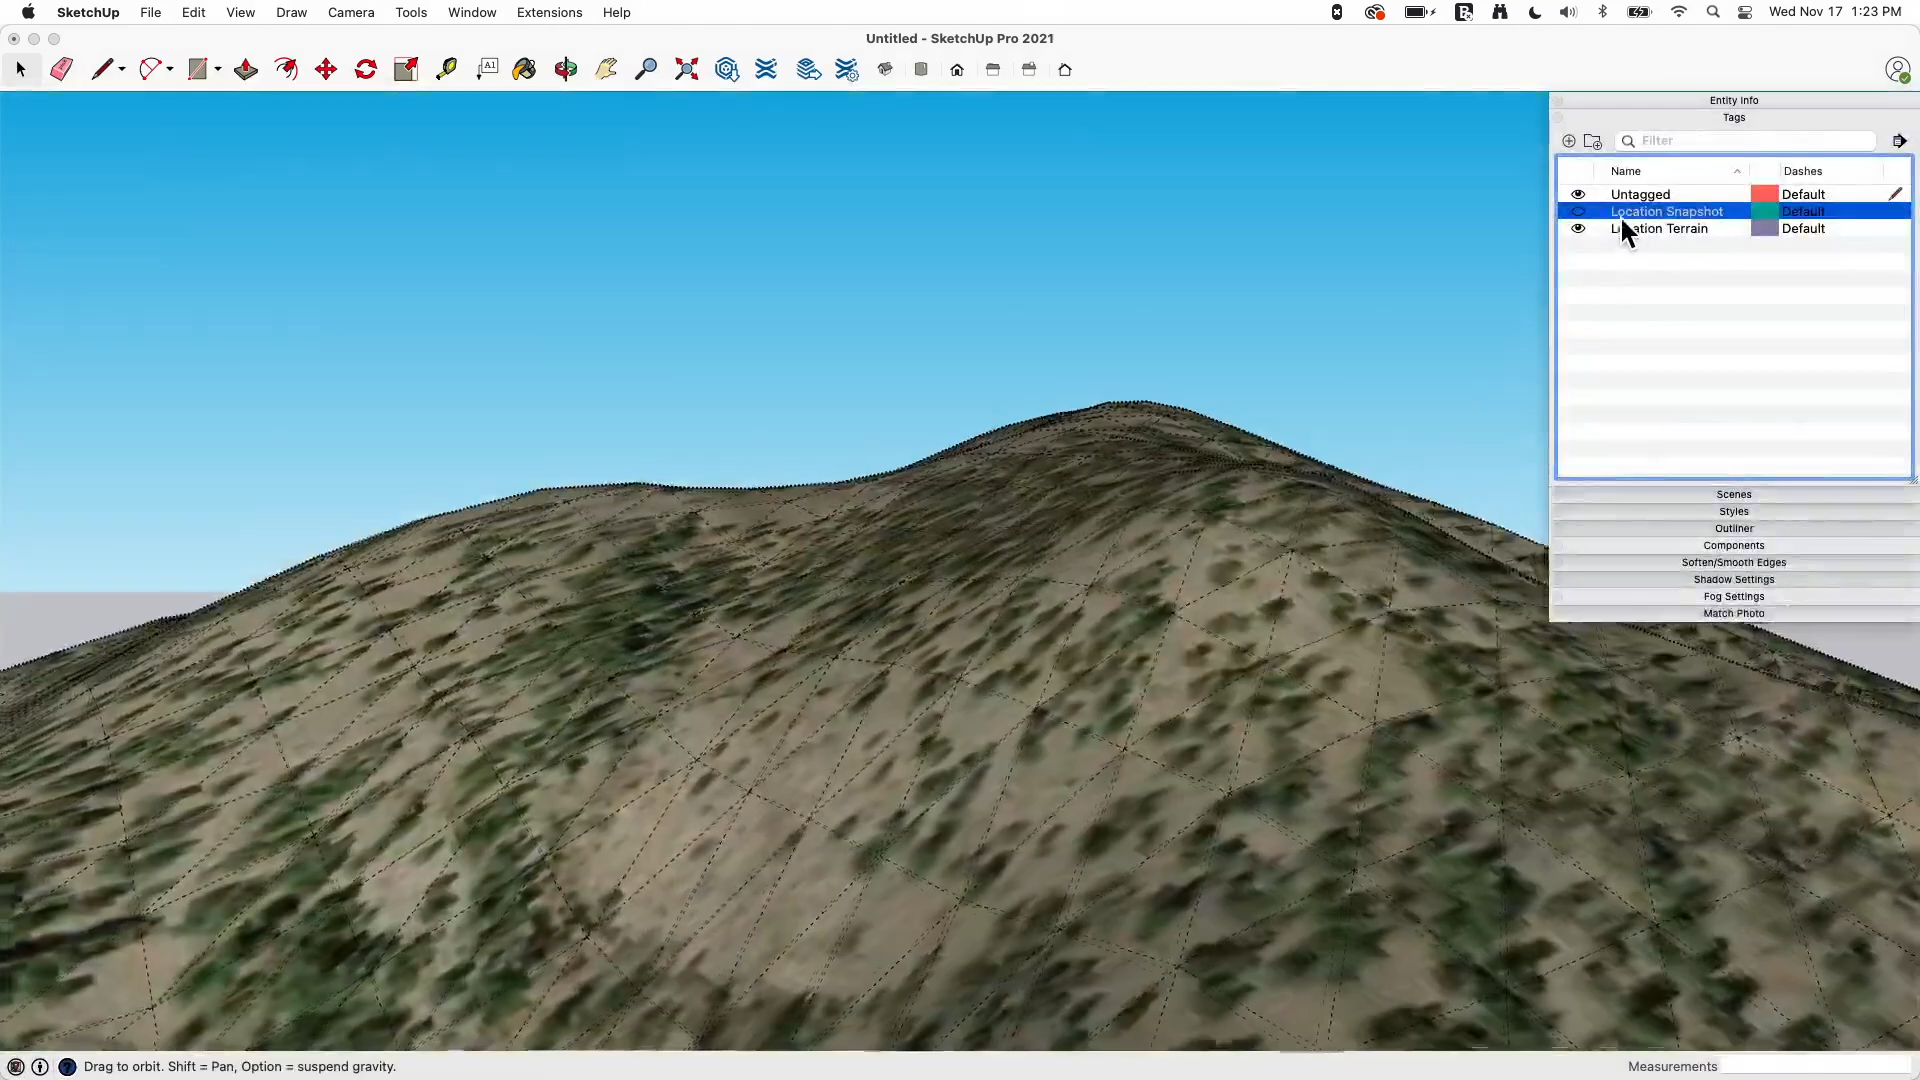 SketchUp File Edit View Draw Camera Tools Window Extensions Help Wed Nov 17 1:23 PM
Untitled - SketchUp Pro 2021
A1
Entity Info
Tags
Filter
Name Dashes
Untagged Default
Location Snapshot Default
Terrain Default
Scenes
Styles
Outliner
Components
Soften/Smooth Edges
Shadow Settings
Fog Settings
Match Photo
Drag to orbit. Shift = Pan, Option = suspend gravity. Measurements